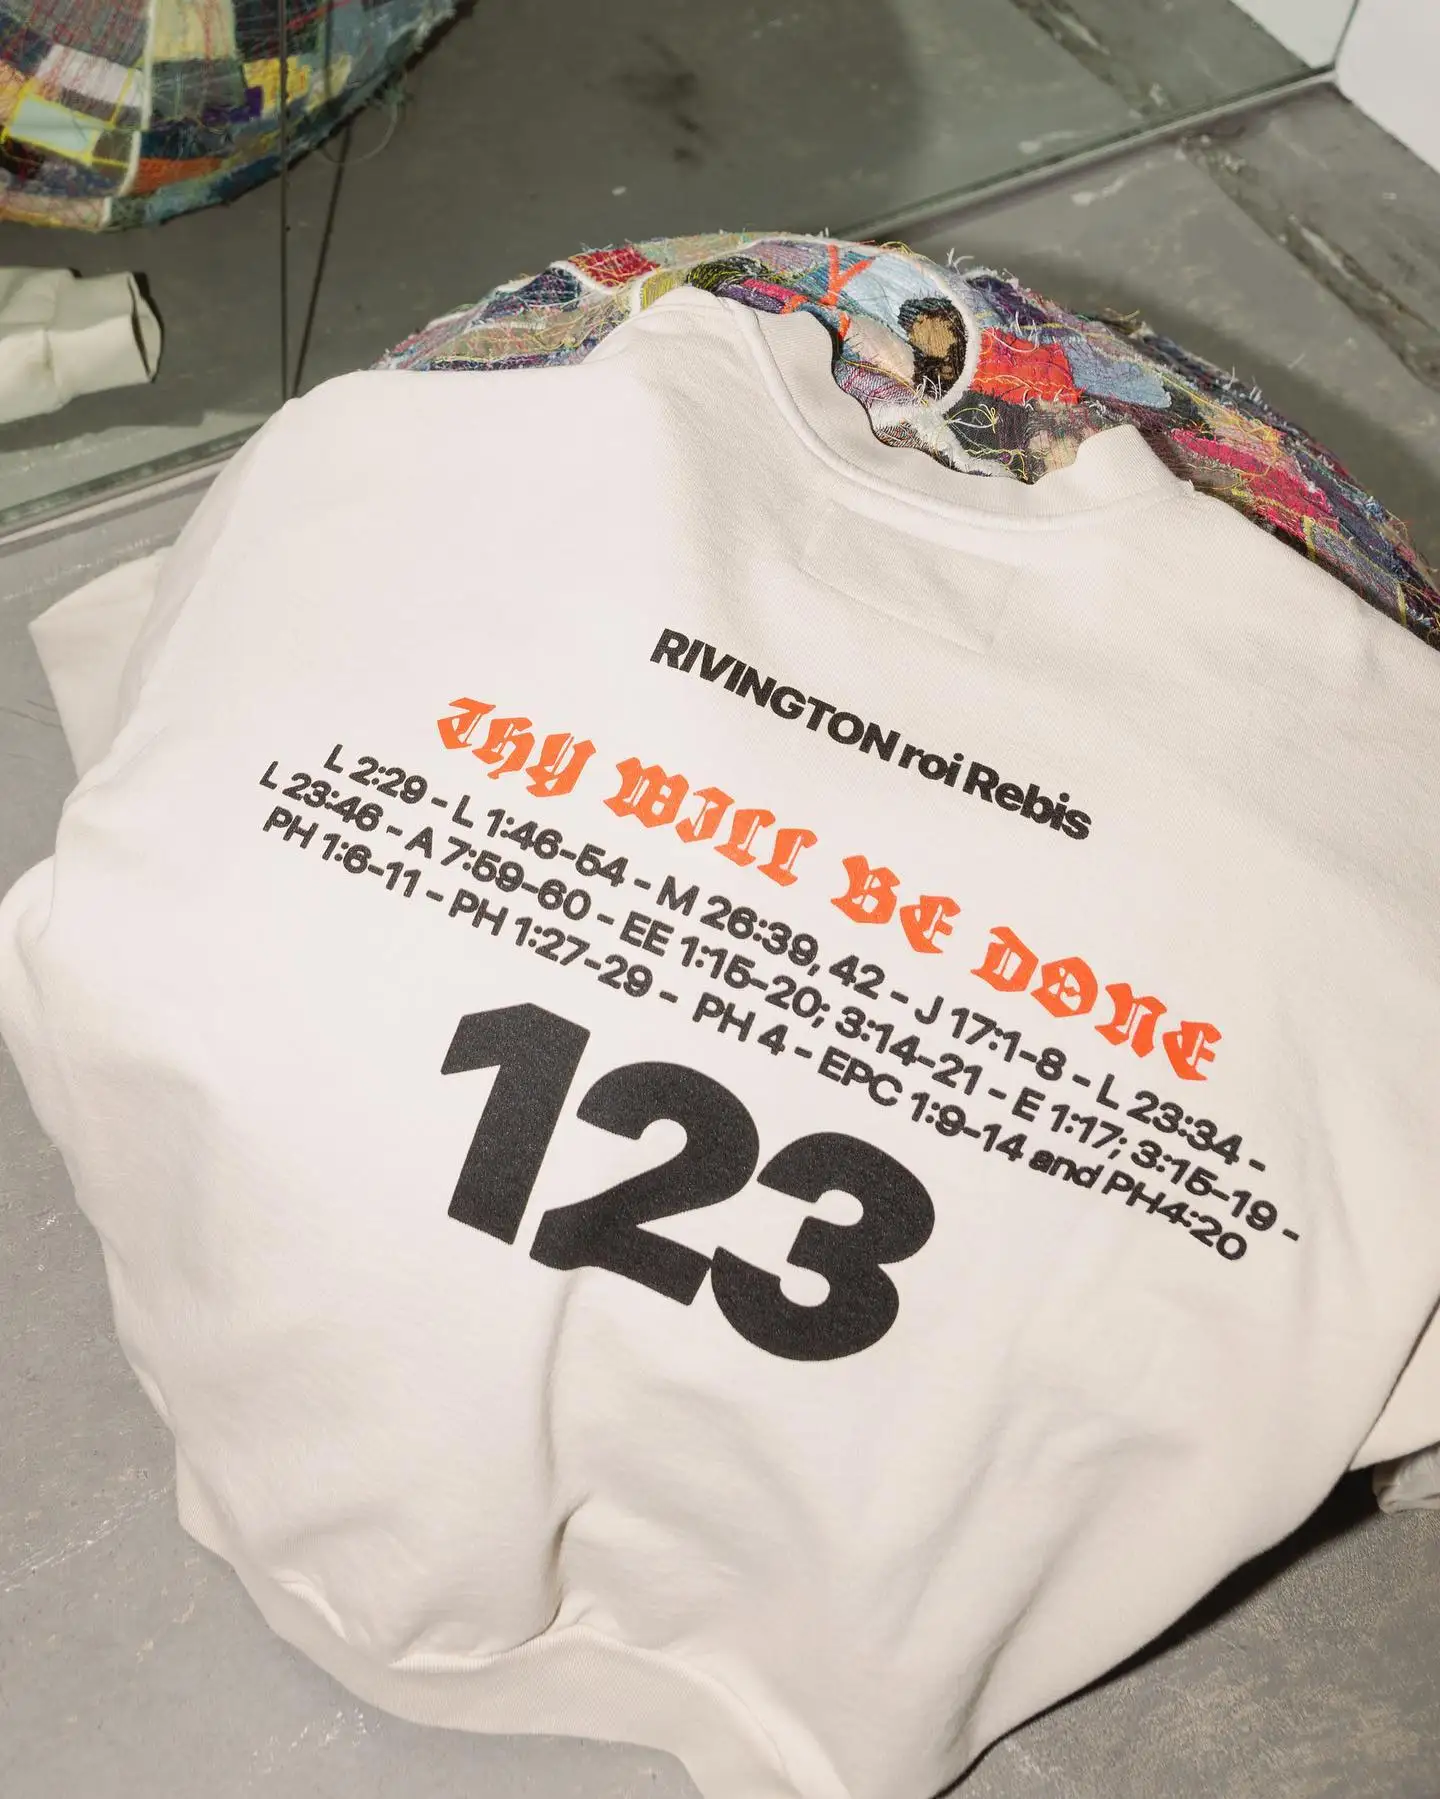 RIVINGTON roi Rebis
THY WILL BE DONE
L 2:29 - L 1:46-54 - M 26:39, 42 - J 17:1-8 - L 23:34 -
L 23:46 - A 7:59-60 - EE 1:15-20; 3:14-21 - E 1:17; 3:15-19 -
PH 1:6-11 - PH 1:27-29 - PH 4 - EPC 1:9-14 and PH4:20
123